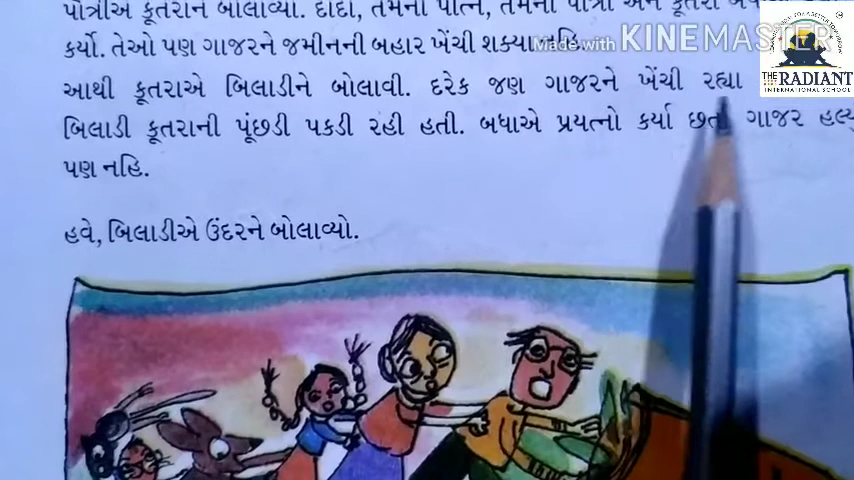 પૌત્રીએ કૂતરાને બોલાવ્યો. દાદા, તેમની પત્ની, તેમની પૌત્રી અને કૂતરા
કર્યો. તેઓ પણ ગાજરને જમીનની બહાર ખેંચી શક્યા નહિ.
Made with KINEMASTER
THE RADIANT
INTERNATIONAL SCHOOL
આથી કૂતરાએ બિલાડીને બોલાવી. દરેક જણ ગાજરને ખેંચી રહ્યા
બિલાડી કૂતરાની પૂંછડી પકડી રહી હતી. બધાએ પ્રયત્નો કર્યા છતાં ગાજર હલ્યુ
પણ નહિ.
હવે, બિલાડીએ ઉંદરને બોલાવ્યો.